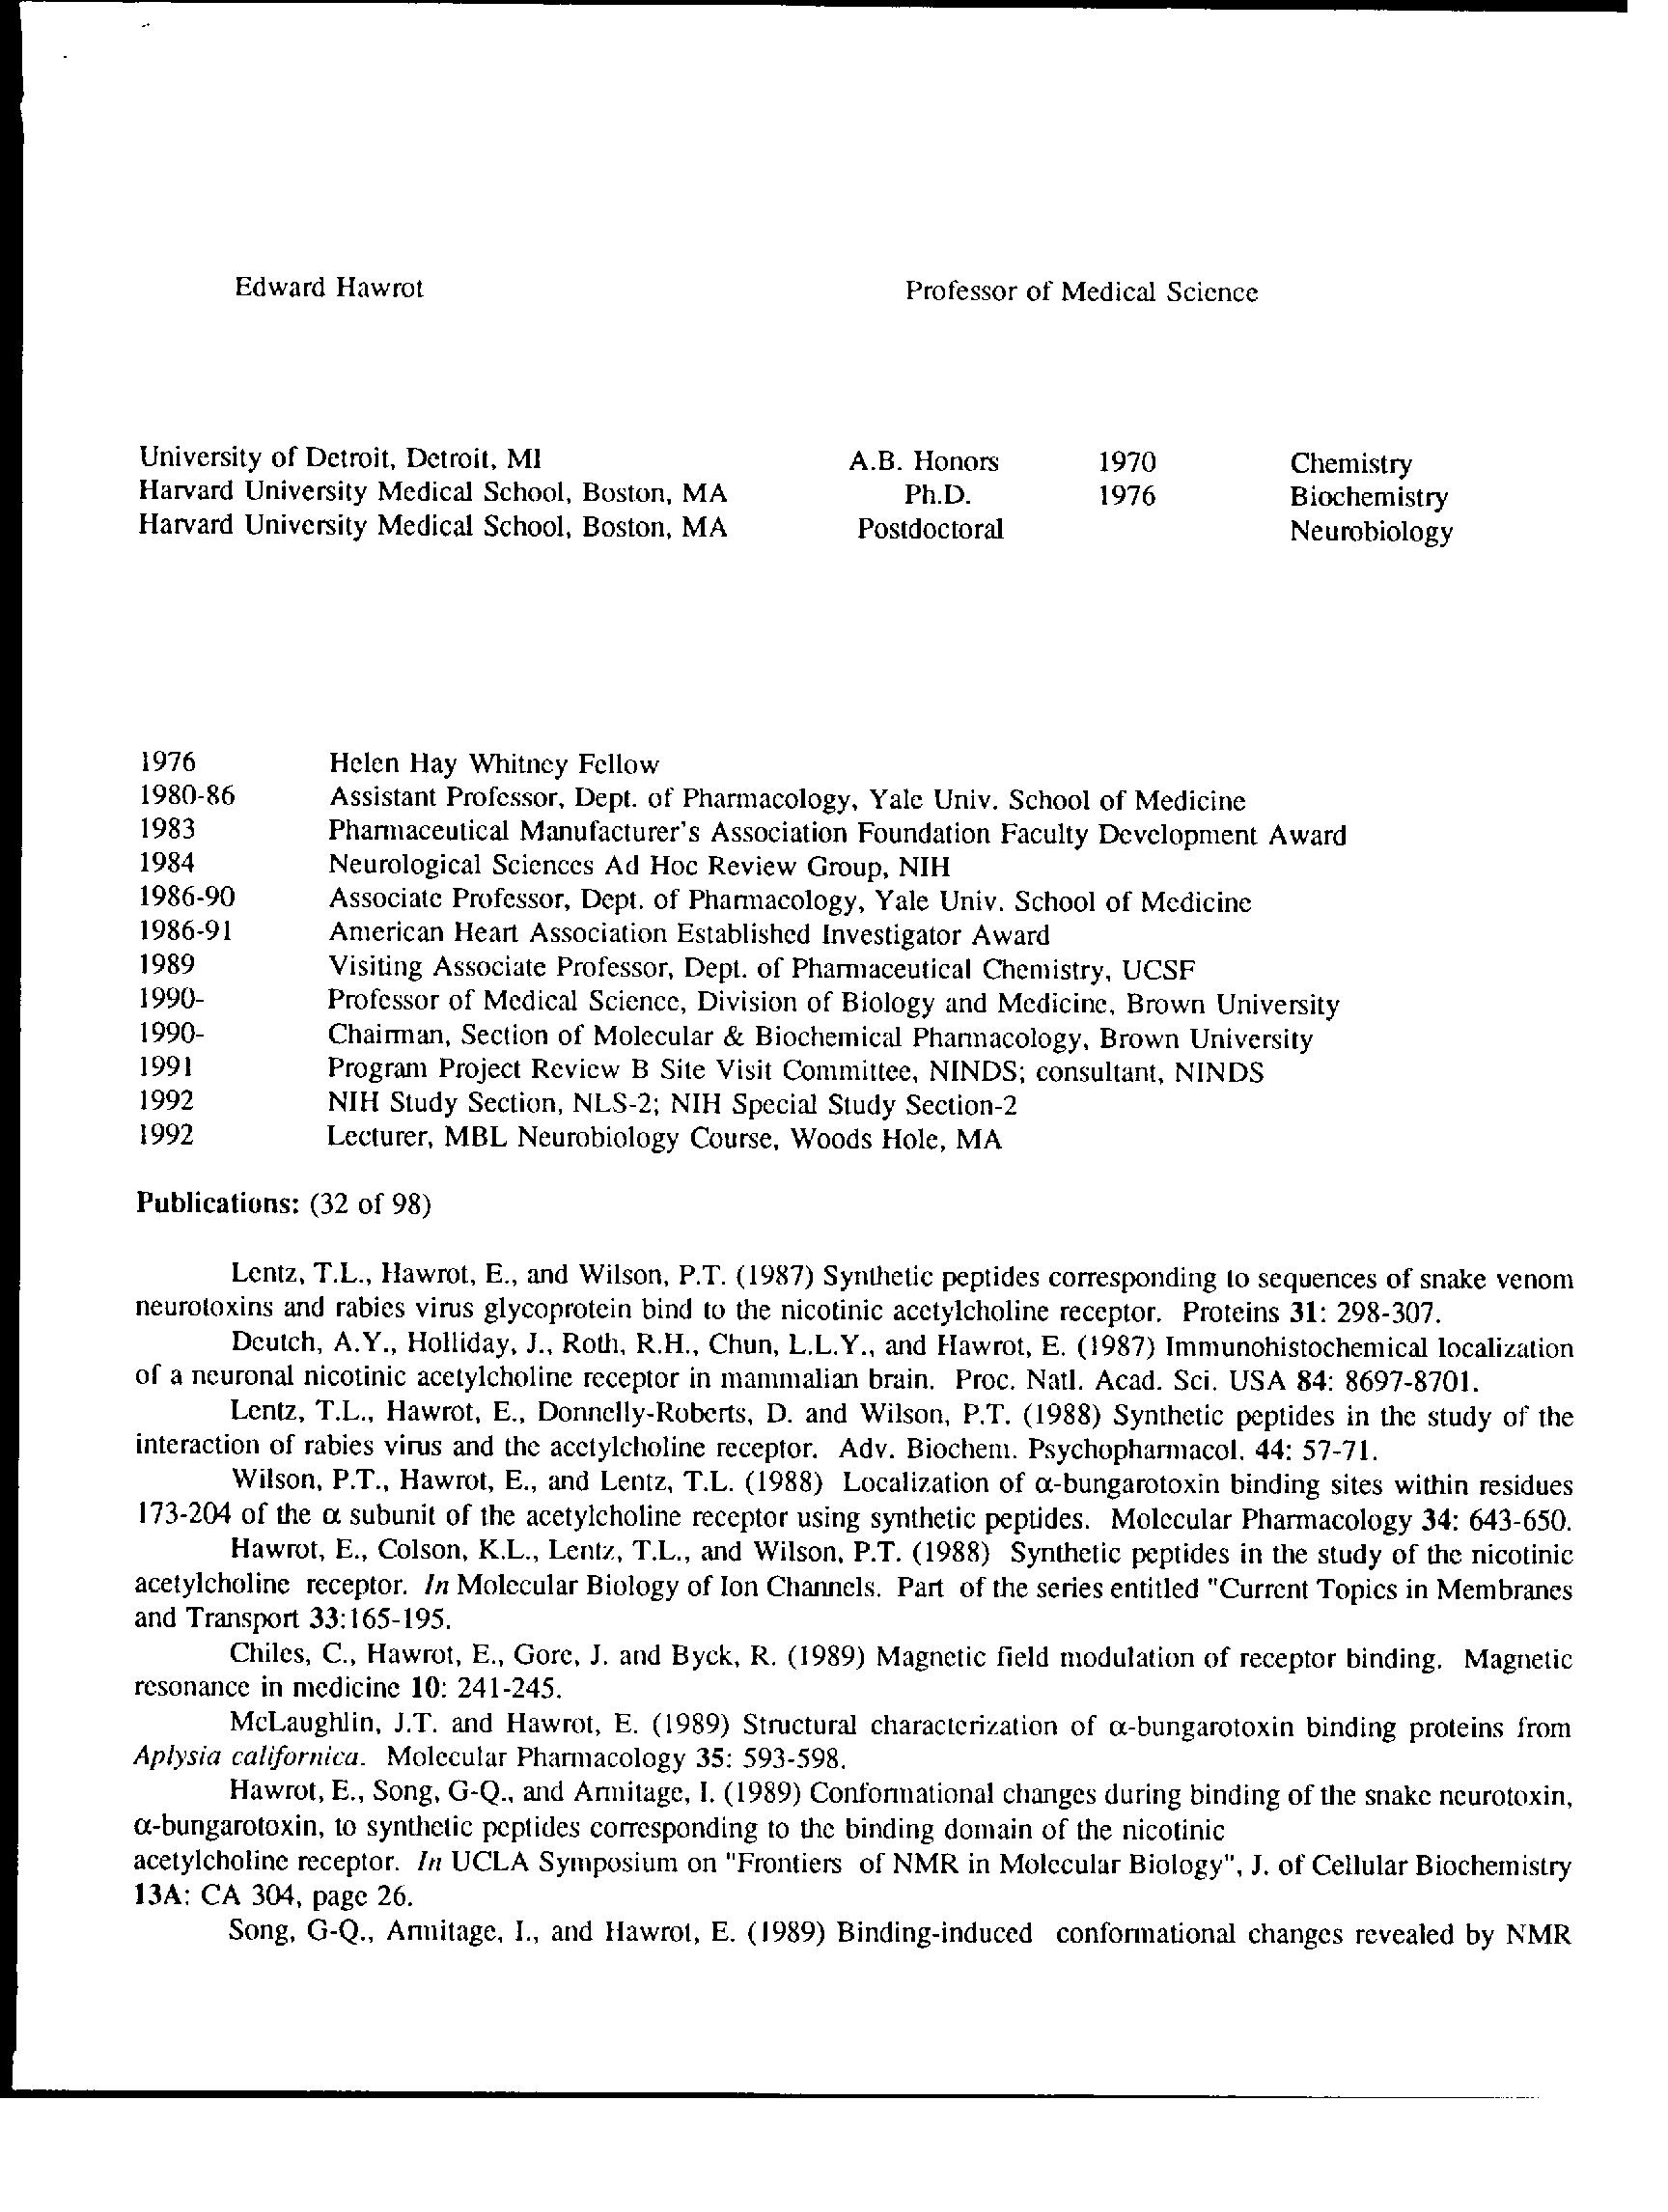 Edward Hawrot Professor of Medical Science
University of Detroit, Detroit, MI A.B. Honors 1970 Chemistry
Harvard University Medical School, Boston, MA Ph.D. 1976 Biochemistry
Harvard University Medical School, Boston, MA Postdoctoral Neurobiology
1976 Helen Hay Whitney Fellow
1980-86 Assistant Professor, Dept. of Pharmacology, Yale Univ. School of Medicine
1983 Pharmaceutical Manufacturer's Association Foundation Faculty Development Award
1984 Neurological Sciences Ad Hoc Review Group, NIH
1986-90 Associate Professor, Dept. of Pharmacology, Yale Univ. School of Medicine
1986-91 American Heart Association Established Investigator Award
1989 Visiting Associate Professor, Dept. of Pharmaceutical Chemistry, UCSF
1990- Professor of Medical Science, Division of Biology and Medicine, Brown University
1990- Chairman, Section of Molecular & Biochemical Pharmacology, Brown University
1991 Program Project Review B Site Visit Committee, NINDS; consultant, NINDS
1992 NIH Study Section, NLS-2; NIH Special Study Section-2
1992 Lecturer, MBL Neurobiology Course, Woods Hole, MA
Publications: (32 of 98)
Lentz, T.L., Hawrot, E., and Wilson, P.T. (1987) Synthetic peptides corresponding to sequences of snake venom
neurotoxins and rabies virus glycoprotein bind to the nicotinic acetylcholine receptor. Proteins 31: 298-307.
Deutch, A.Y., Holliday, J., Roth, R.H., Chun, L.L.Y., and Hawrot, E. (1987) Immunohistochemical localization
of a neuronal nicotinic acetylcholine receptor in mammalian brain. Proc. Natl. Acad. Sci. USA 84: 8697-8701.
Lentz, T.L., Hawrot, E., Donnelly-Roberts, D. and Wilson, P.T. (1988) Synthetic peptides in the study of the
interaction of rabies virus and the acetylcholine receptor. Adv. Biochem. Psychopharmacol. 44: 57-71.
Wilson, P.T., Hawrot, E., and Lentz, T.L. (1988) Localization of α-bungarotoxin binding sites within residues
173-204 of the α subunit of the acetylcholine receptor using synthetic peptides. Molecular Pharmacology 34: 643-650.
Hawrot, E., Colson, K.L., Lentz, T.L., and Wilson, P.T. (1988) Synthetic peptides in the study of the nicotinic
acetylcholine receptor. In Molecular Biology of Ion Channels. Part of the series entitled "Current Topics in Membranes
and Transport 33:165-195.
Chiles, C., Hawrot, E., Gore, J. and Byck, R. (1989) Magnetic field modulation of receptor binding. Magnetic
resonance in medicine 10: 241-245.
McLaughlin, J.T. and Hawrot, E. (1989) Structural characterization of α-bungarotoxin binding proteins from
Aplysia californica. Molecular Pharmacology 35: 593-598.
Hawrot, E., Song, G-Q., and Armitage, I. (1989) Conformational changes during binding of the snake neurotoxin,
α-bungarotoxin, to synthetic peptides corresponding to the binding domain of the nicotinic
acetylcholine receptor. In UCLA Symposium on "Frontiers of NMR in Molecular Biology", J. of Cellular Biochemistry
13A: CA 304, page 26.
Song, G-Q., Armitage, I., and Hawrot, E. (1989) Binding-induced conformational changes revealed by NMR